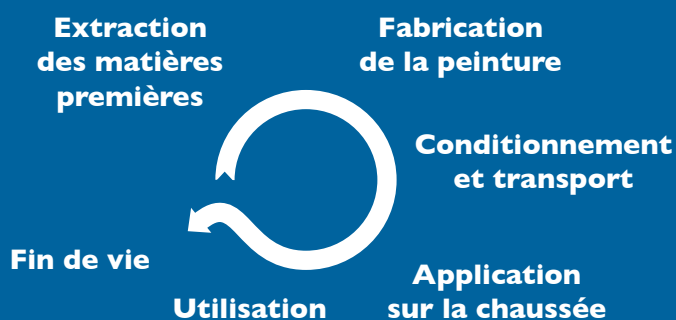 Extraction
des matières
premières
Fabrication
de la peinture
Conditionnement
et transport
Application
sur la chaussée
Utilisation
Fin de vie